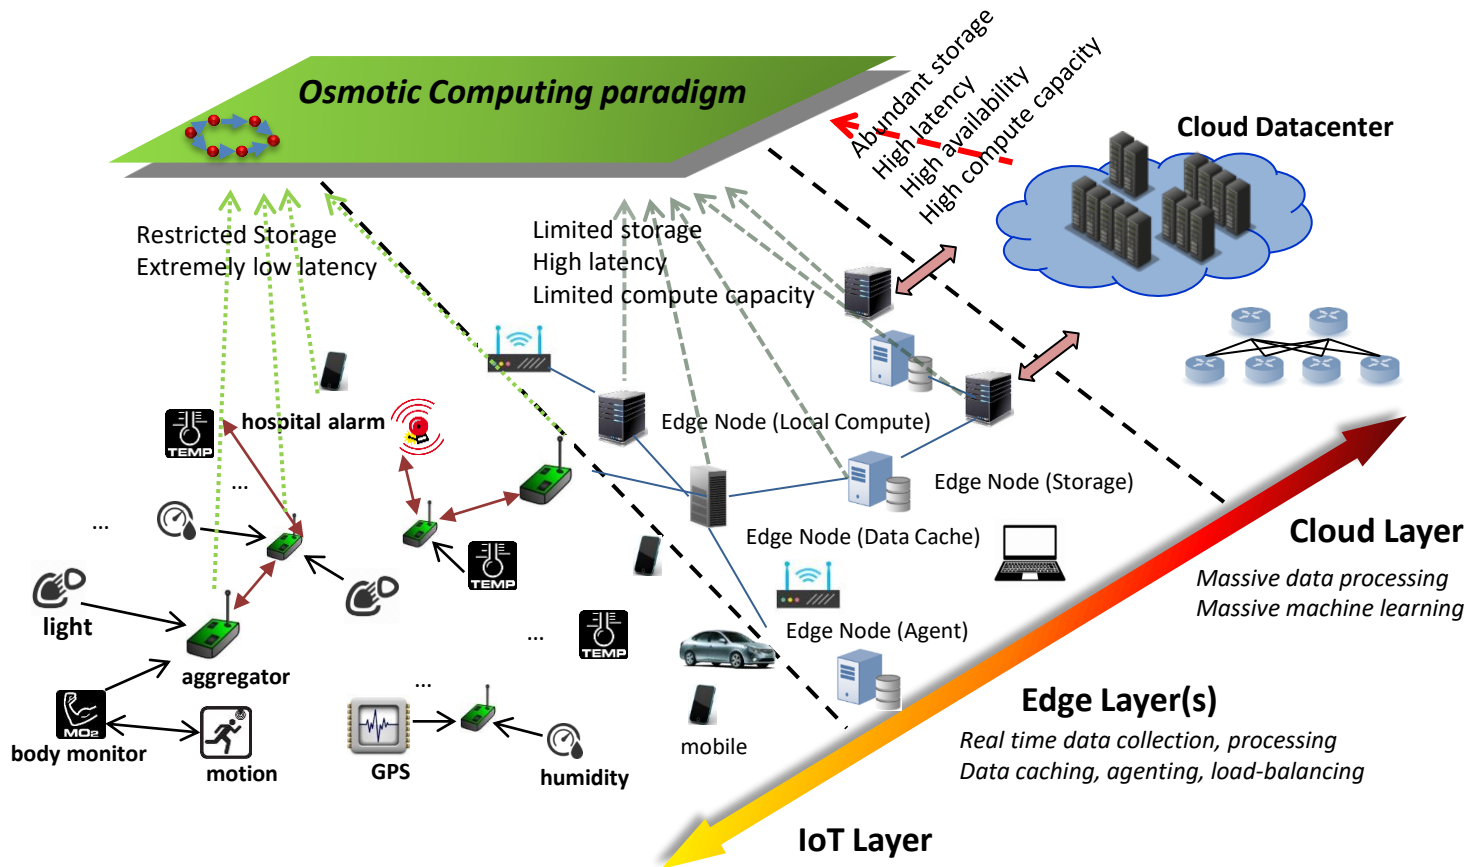 Osmotic Computing paradigm
Abundant storage
High latency
High availability
High compute capacity
Cloud Datacenter
Restricted Storage
Extremely low latency
Limited storage
High latency
Limited compute capacity
hospital alarm
TEMP
...
...
Edge Node (Local Compute)
Edge Node (Storage)
Edge Node (Data Cache)
TEMP
Edge Node (Agent)
light
...
TEMP
aggregator
...
MO2
body monitor
motion
GPS
humidity
mobile
Cloud Layer
Massive data processing
Massive machine learning
Edge Layer(s)
Real time data collection, processing
Data caching, agenting, load-balancing
IoT Layer